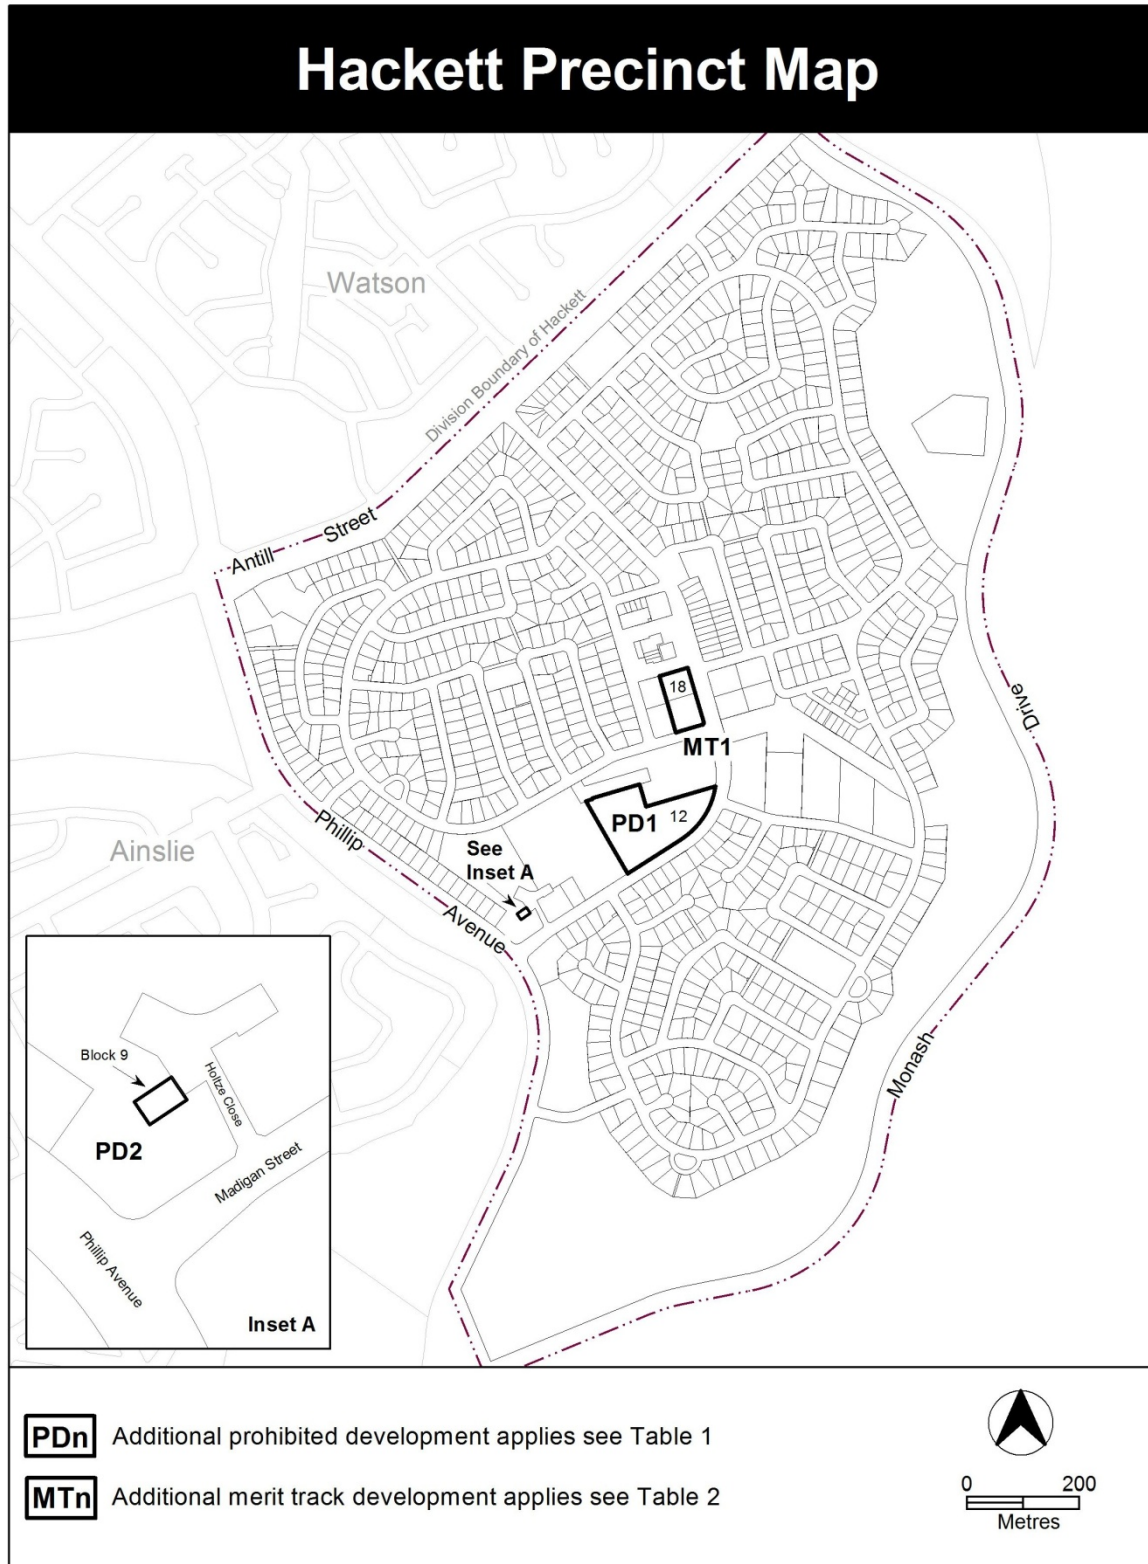 Hackett Precinct Map
Watson
Division Boundary of Hackett
Antill Street
18
MT1
Drive
PD1 12
Phillip
Ainslie
See
Inset A
Avenue
Monash
Block 9
Holtze Close
PD2
Madigan Street
Phillip Avenue
Inset A
PDn Additional prohibited development applies see Table 1
MTn Additional merit track development applies see Table 2
0 200
Metres